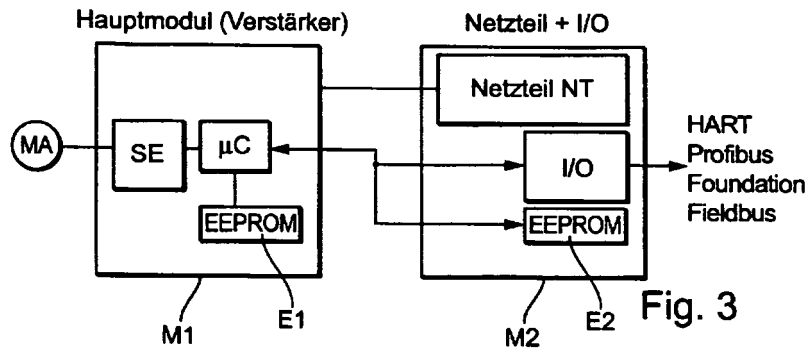 Hauptmodul (Verstärker)
Netzteil + I/O
Netzteil NT
MA
SE
µC
I/O
HART
Profibus
Foundation
Fieldbus
EEPROM
EEPROM
M1
E1
M2
E2
Fig. 3